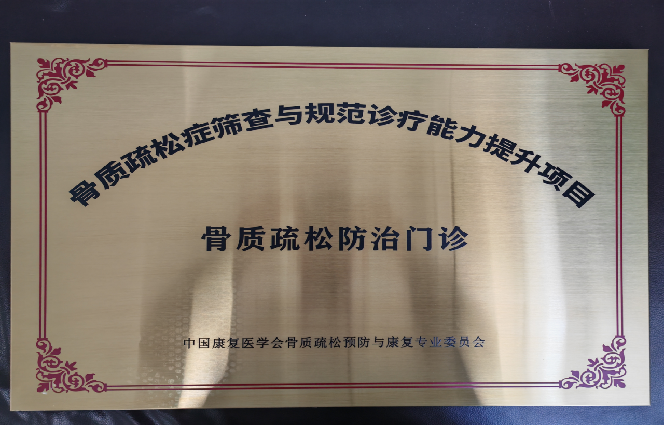 骨质疏松症筛查与规范诊疗能力提升项目
骨质疏松防治门诊
中国康复医学会骨质疏松预防与康复专业委员会